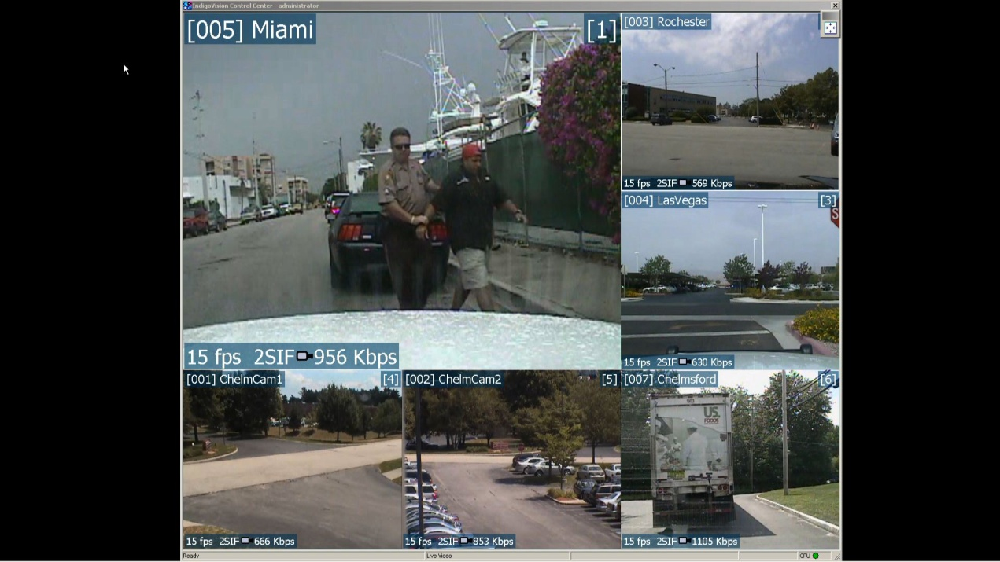 IndigoVision Control Center - administrator
[005] Miami
[1]
[003] Rochester
15 fps 2SIF 569 Kbps
[004] LasVegas
[3]
15 fps 2SIF 956 Kbps
15 fps 2SIF 630 Kbps
[001] ChelmCam1
[4]
[002] ChelmCam2
[5]
[007] Chelmsford
[6]
US.
FOODS
15 fps 2SIF 666 Kbps
15 fps 2SIF 853 Kbps
15 fps 2SIF 1105 Kbps
Ready
Live Video
CPU